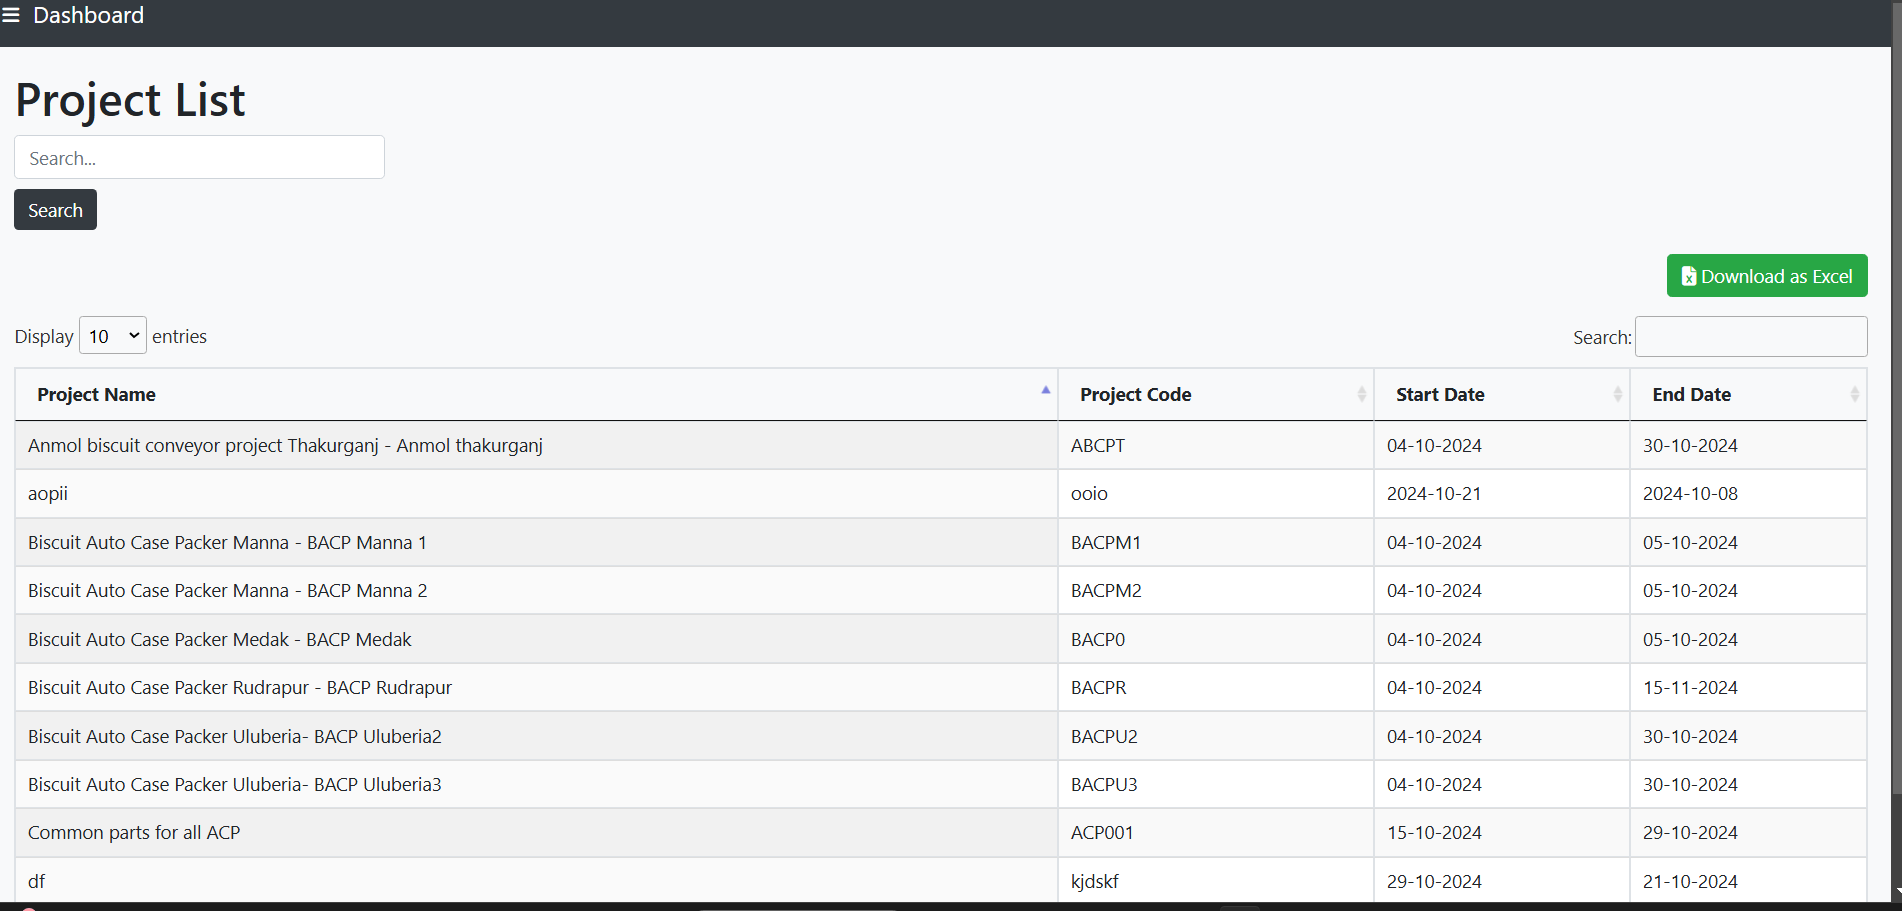 Dashboard
Project List
Search...
Search
Download as Excel
Display 10 entries Search:
Project Name Project Code Start Date End Date
Anmol biscuit conveyor project Thakurganj - Anmol thakurganj ABCPT 04-10-2024 30-10-2024
aopii ooio 2024-10-21 2024-10-08
Biscuit Auto Case Packer Manna - BACP Manna 1 BACPM1 04-10-2024 05-10-2024
Biscuit Auto Case Packer Manna - BACP Manna 2 BACPM2 04-10-2024 05-10-2024
Biscuit Auto Case Packer Medak - BACP Medak BACP0 04-10-2024 05-10-2024
Biscuit Auto Case Packer Rudrapur - BACP Rudrapur BACPR 04-10-2024 15-11-2024
Biscuit Auto Case Packer Uluberia- BACP Uluberia2 BACPU2 04-10-2024 30-10-2024
Biscuit Auto Case Packer Uluberia- BACP Uluberia3 BACPU3 04-10-2024 30-10-2024
Common parts for all ACP ACP001 15-10-2024 29-10-2024
df kjdskf 29-10-2024 21-10-2024